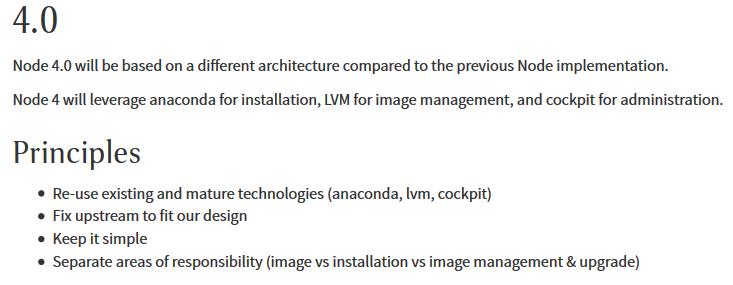 4.0
Node 4.0 will be based on a different architecture compared to the previous Node implementation.
Node 4 will leverage anaconda for installation, LVM for image management, and cockpit for administration.
Principles
• Re-use existing and mature technologies (anaconda, lvm, cockpit)
• Fix upstream to fit our design
• Keep it simple
• Separate areas of responsibility (image vs installation vs image management & upgrade)